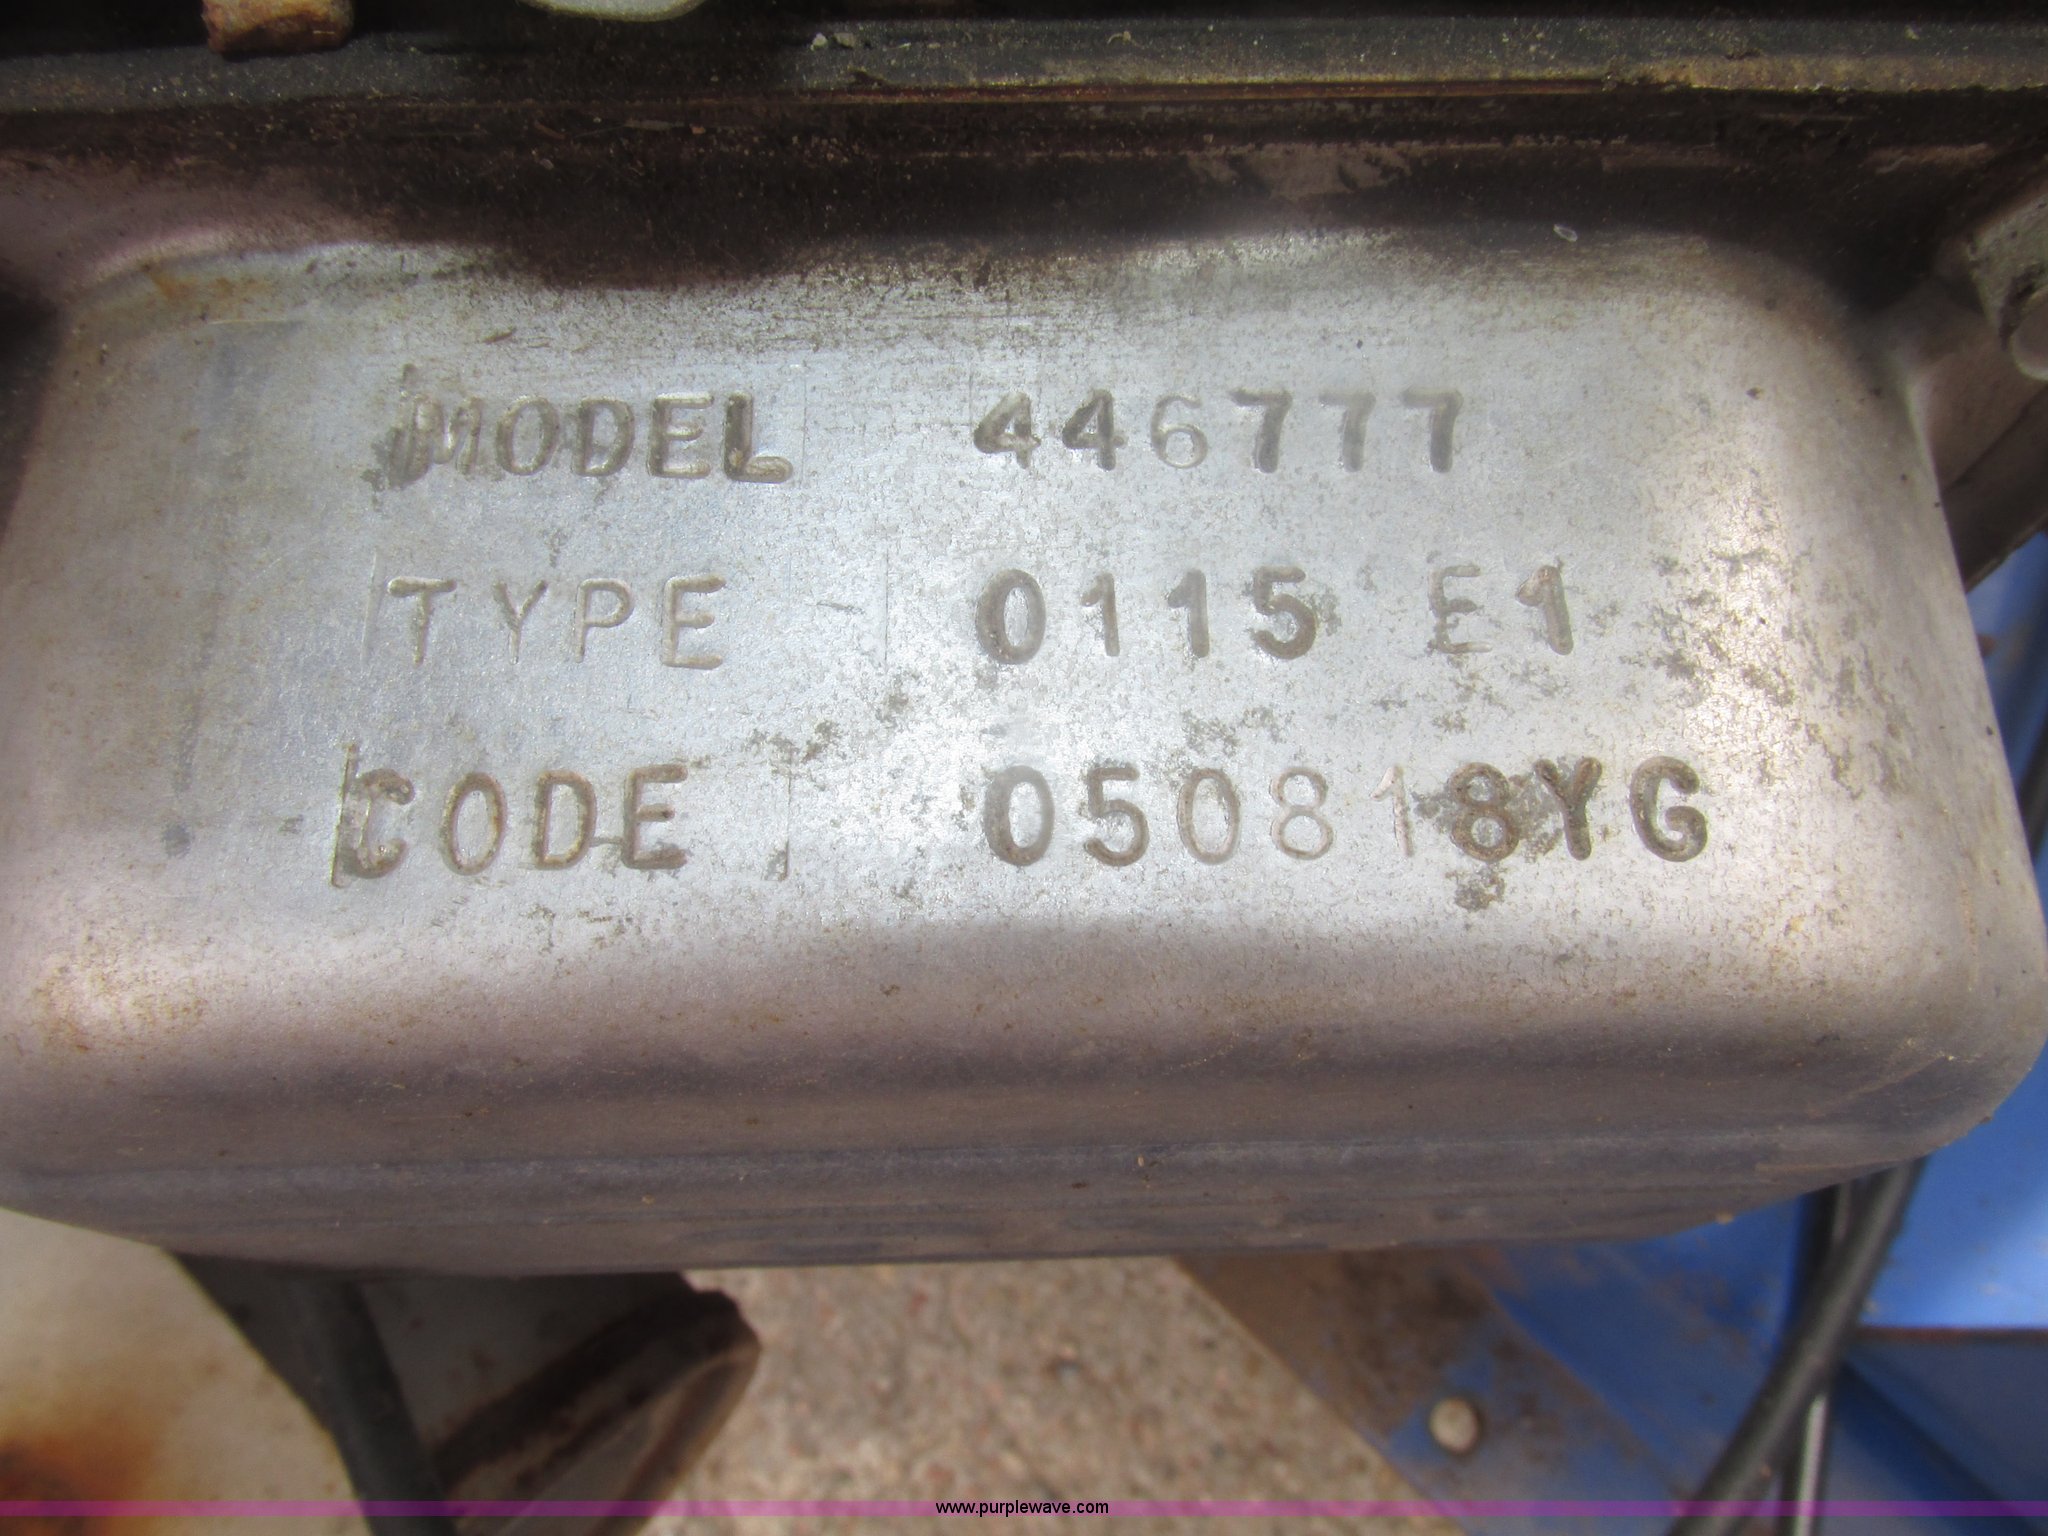 MODEL 446777
TYPE 0115 E1
CODE 050818YG
www.purplewave.com